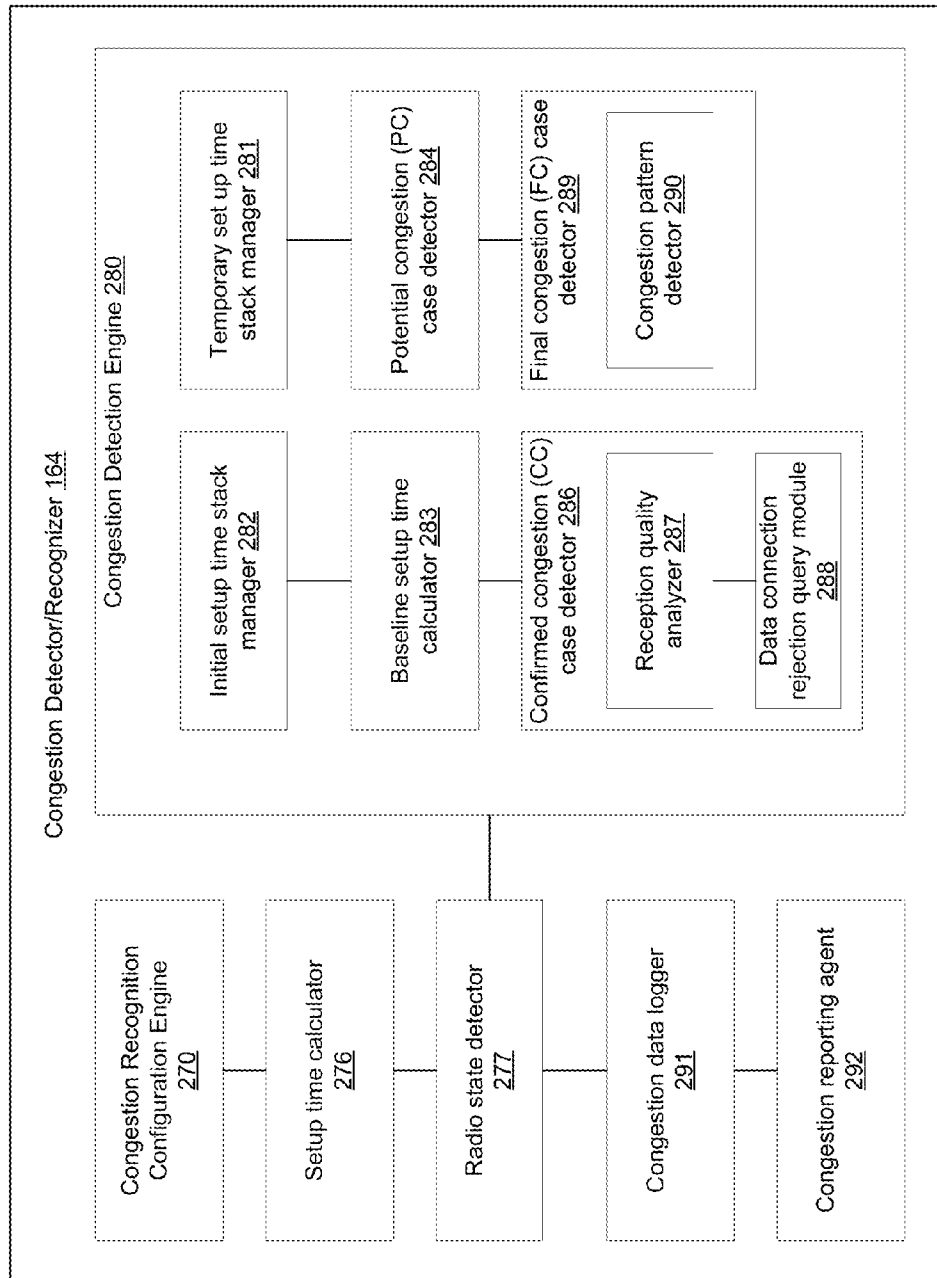 Congestion Detector/Recognizer 164
Congestion Recognition
Configuration Engine
270
Setup time calculator
276
Radio state detector
277
Congestion data logger
291
Congestion reporting agent
292
Congestion Detection Engine 280
Initial setup time stack
manager 282
Baseline setup time
calculator 283
Confirmed congestion (CC)
case detector 286
Reception quality
analyzer 287
Data connection
rejection query module
288
Temporary set up time
stack manager 281
Potential congestion (PC)
case detector 284
Final congestion (FC) case
detector 289
Congestion pattern
detector 290